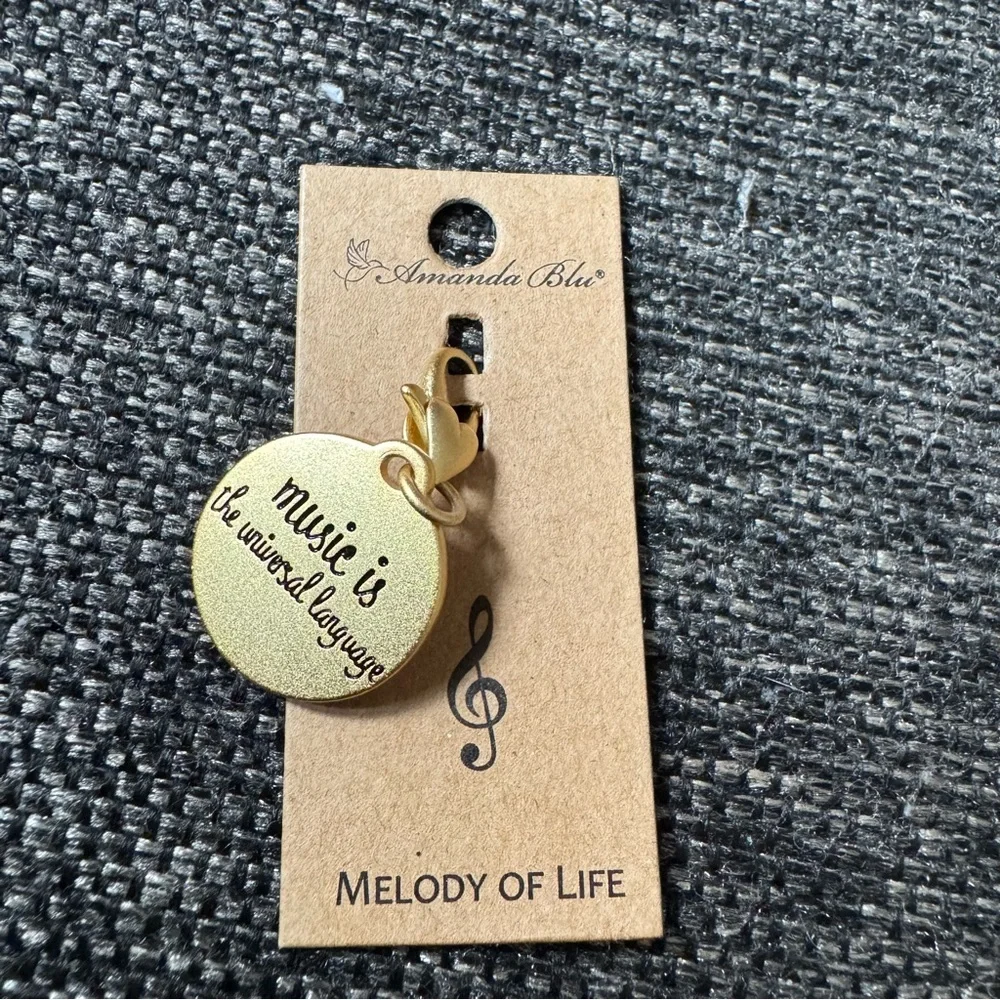 Amanda Blu®
music is
the universal language
MELODY OF LIFE